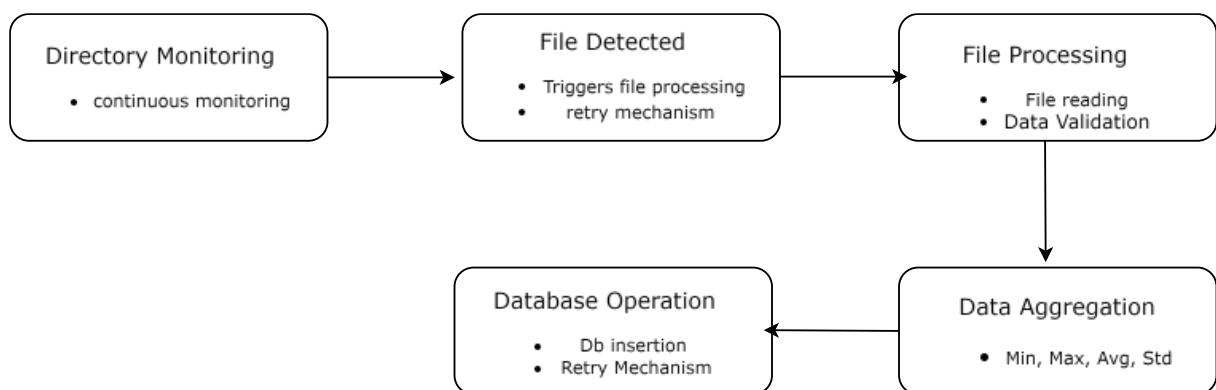 Directory Monitoring
• continuous monitoring
File Detected
• Triggers file processing
• retry mechanism
File Processing
• File reading
• Data Validation
Data Aggregation
• Min, Max, Avg, Std
Database Operation
• Db insertion
• Retry Mechanism